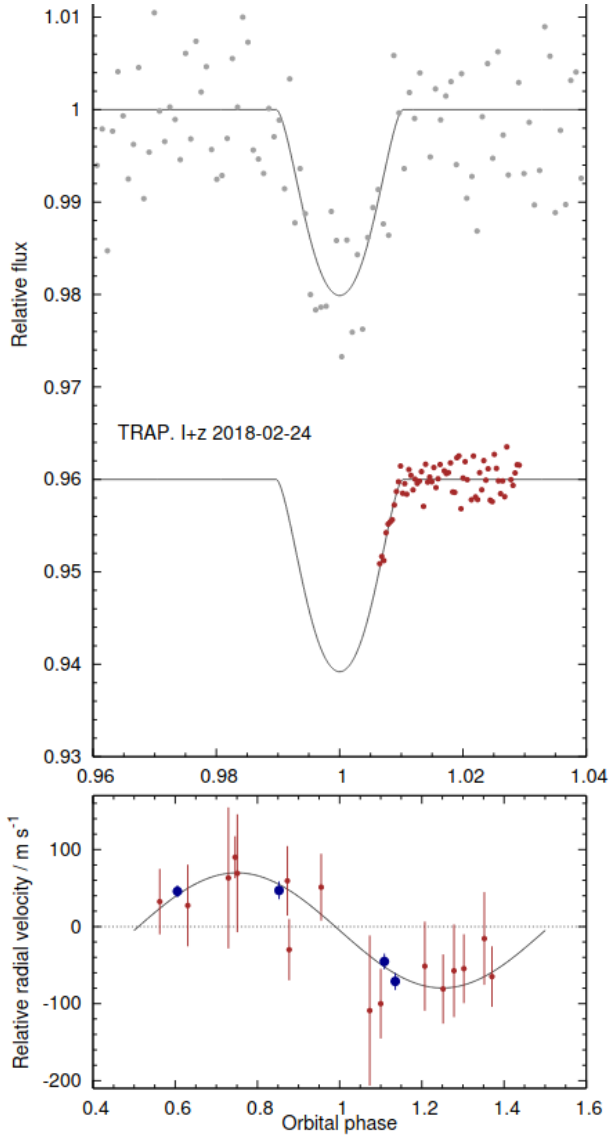 1.01
1
0.99
0.98
0.97
0.96
0.95
0.94
0.93
Relative flux
TRAP. I+z 2018-02-24
0.96 0.98 1 1.02 1.04
100
0
-100
-200
Relative radial velocity / m s⁻¹
0.4 0.6 0.8 1.0 1.2 1.4 1.6
Orbital phase